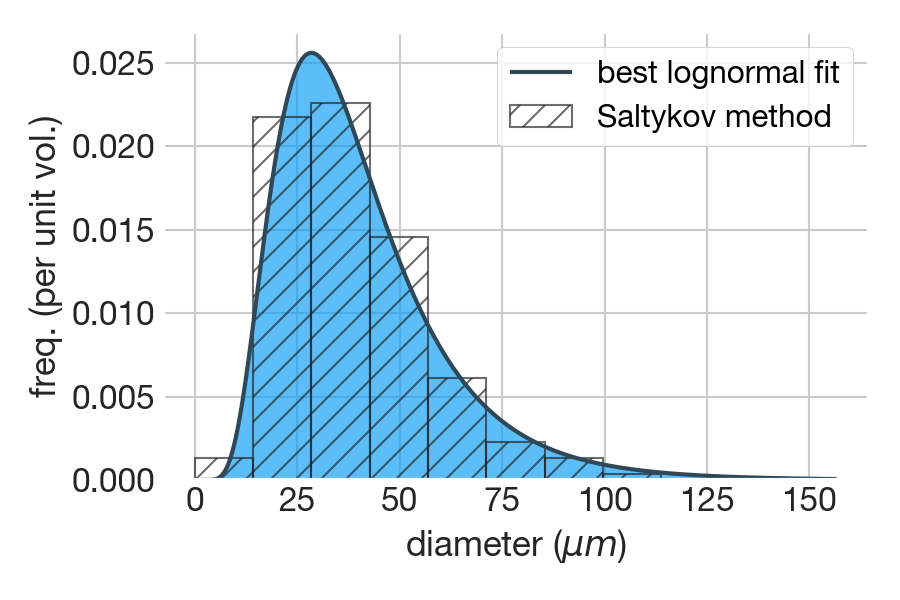 0.025
0.020
0.015
0.010
0.005
0.000
freq. (per unit vol.)
best lognormal fit
Saltykov method
0 25 50 75 100 125 150
diameter (μm)